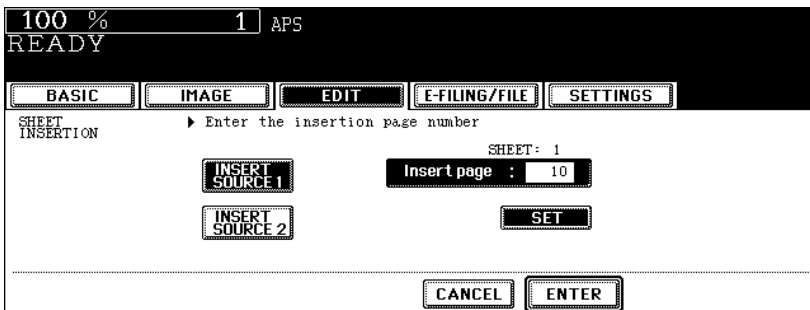 100 % 1 APS
READY
BASIC IMAGE EDIT E-FILING/FILE SETTINGS
SHEET INSERTION
▶ Enter the insertion page number
SHEET: 1
INSERT SOURCE 1
Insert page : 10
INSERT SOURCE 2
SET
CANCEL ENTER